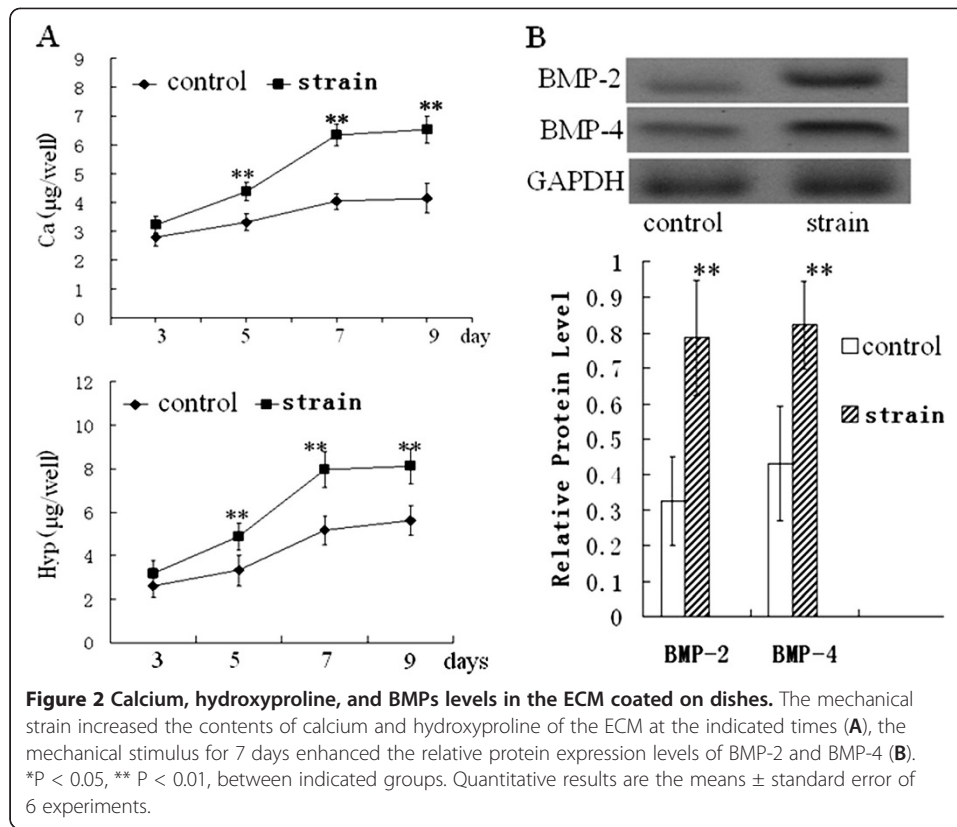 A
9
8
7
6
5
4
3
2
1
0
Ca (μg/well)
control strain
**
**
**
3 5 7 9 day
12
10
8
6
4
2
0
Hyp (μg/well)
control strain
**
**
**
3 5 7 9 days
B
BMP-2
BMP-4
GAPDH
control strain
1
0.9
0.8
0.7
0.6
0.5
0.4
0.3
0.2
0.1
0
Relative Protein Level
**
**
control
strain
BMP-2 BMP-4
Figure 2 Calcium, hydroxyproline, and BMPs levels in the ECM coated on dishes. The mechanical
strain increased the contents of calcium and hydroxyproline of the ECM at the indicated times (A), the
mechanical stimulus for 7 days enhanced the relative protein expression levels of BMP-2 and BMP-4 (B).
*P < 0.05, ** P < 0.01, between indicated groups. Quantitative results are the means ± standard error of
6 experiments.